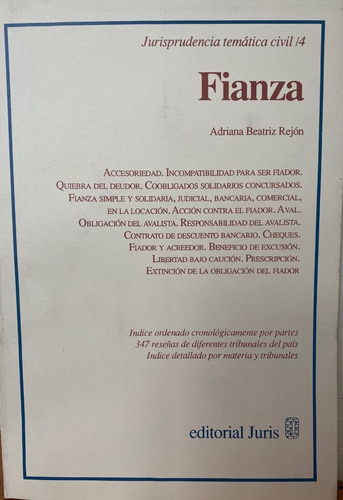 Jurisprudencia temática civil /4
Fianza
Adriana Beatriz Rejón
ACCESORIEDAD. INCOMPATIBILIDAD PARA SER FIADOR.
QUIEBRA DEL DEUDOR. COOBLIGADOS SOLIDARIOS CONCURSADOS.
FIANZA SIMPLE Y SOLIDARIA, JUDICIAL, BANCARIA, COMERCIAL,
EN LA LOCACIÓN. ACCIÓN CONTRA EL FIADOR. AVAL.
OBLIGACIÓN DEL AVALISTA. RESPONSABILIDAD DEL AVALISTA.
CONTRATO DE DESCUENTO BANCARIO. CHEQUES.
FIADOR Y ACREEDOR. BENEFICIO DE EXCUSIÓN.
LIBERTAD BAJO CAUCIÓN. PRESCRIPCIÓN.
EXTINCIÓN DE LA OBLIGACIÓN DEL FIADOR
Indice ordenado cronológicamente por partes
347 reseñas de diferentes tribunales del país
Indice detallado por materia y tribunales
editorial Juris